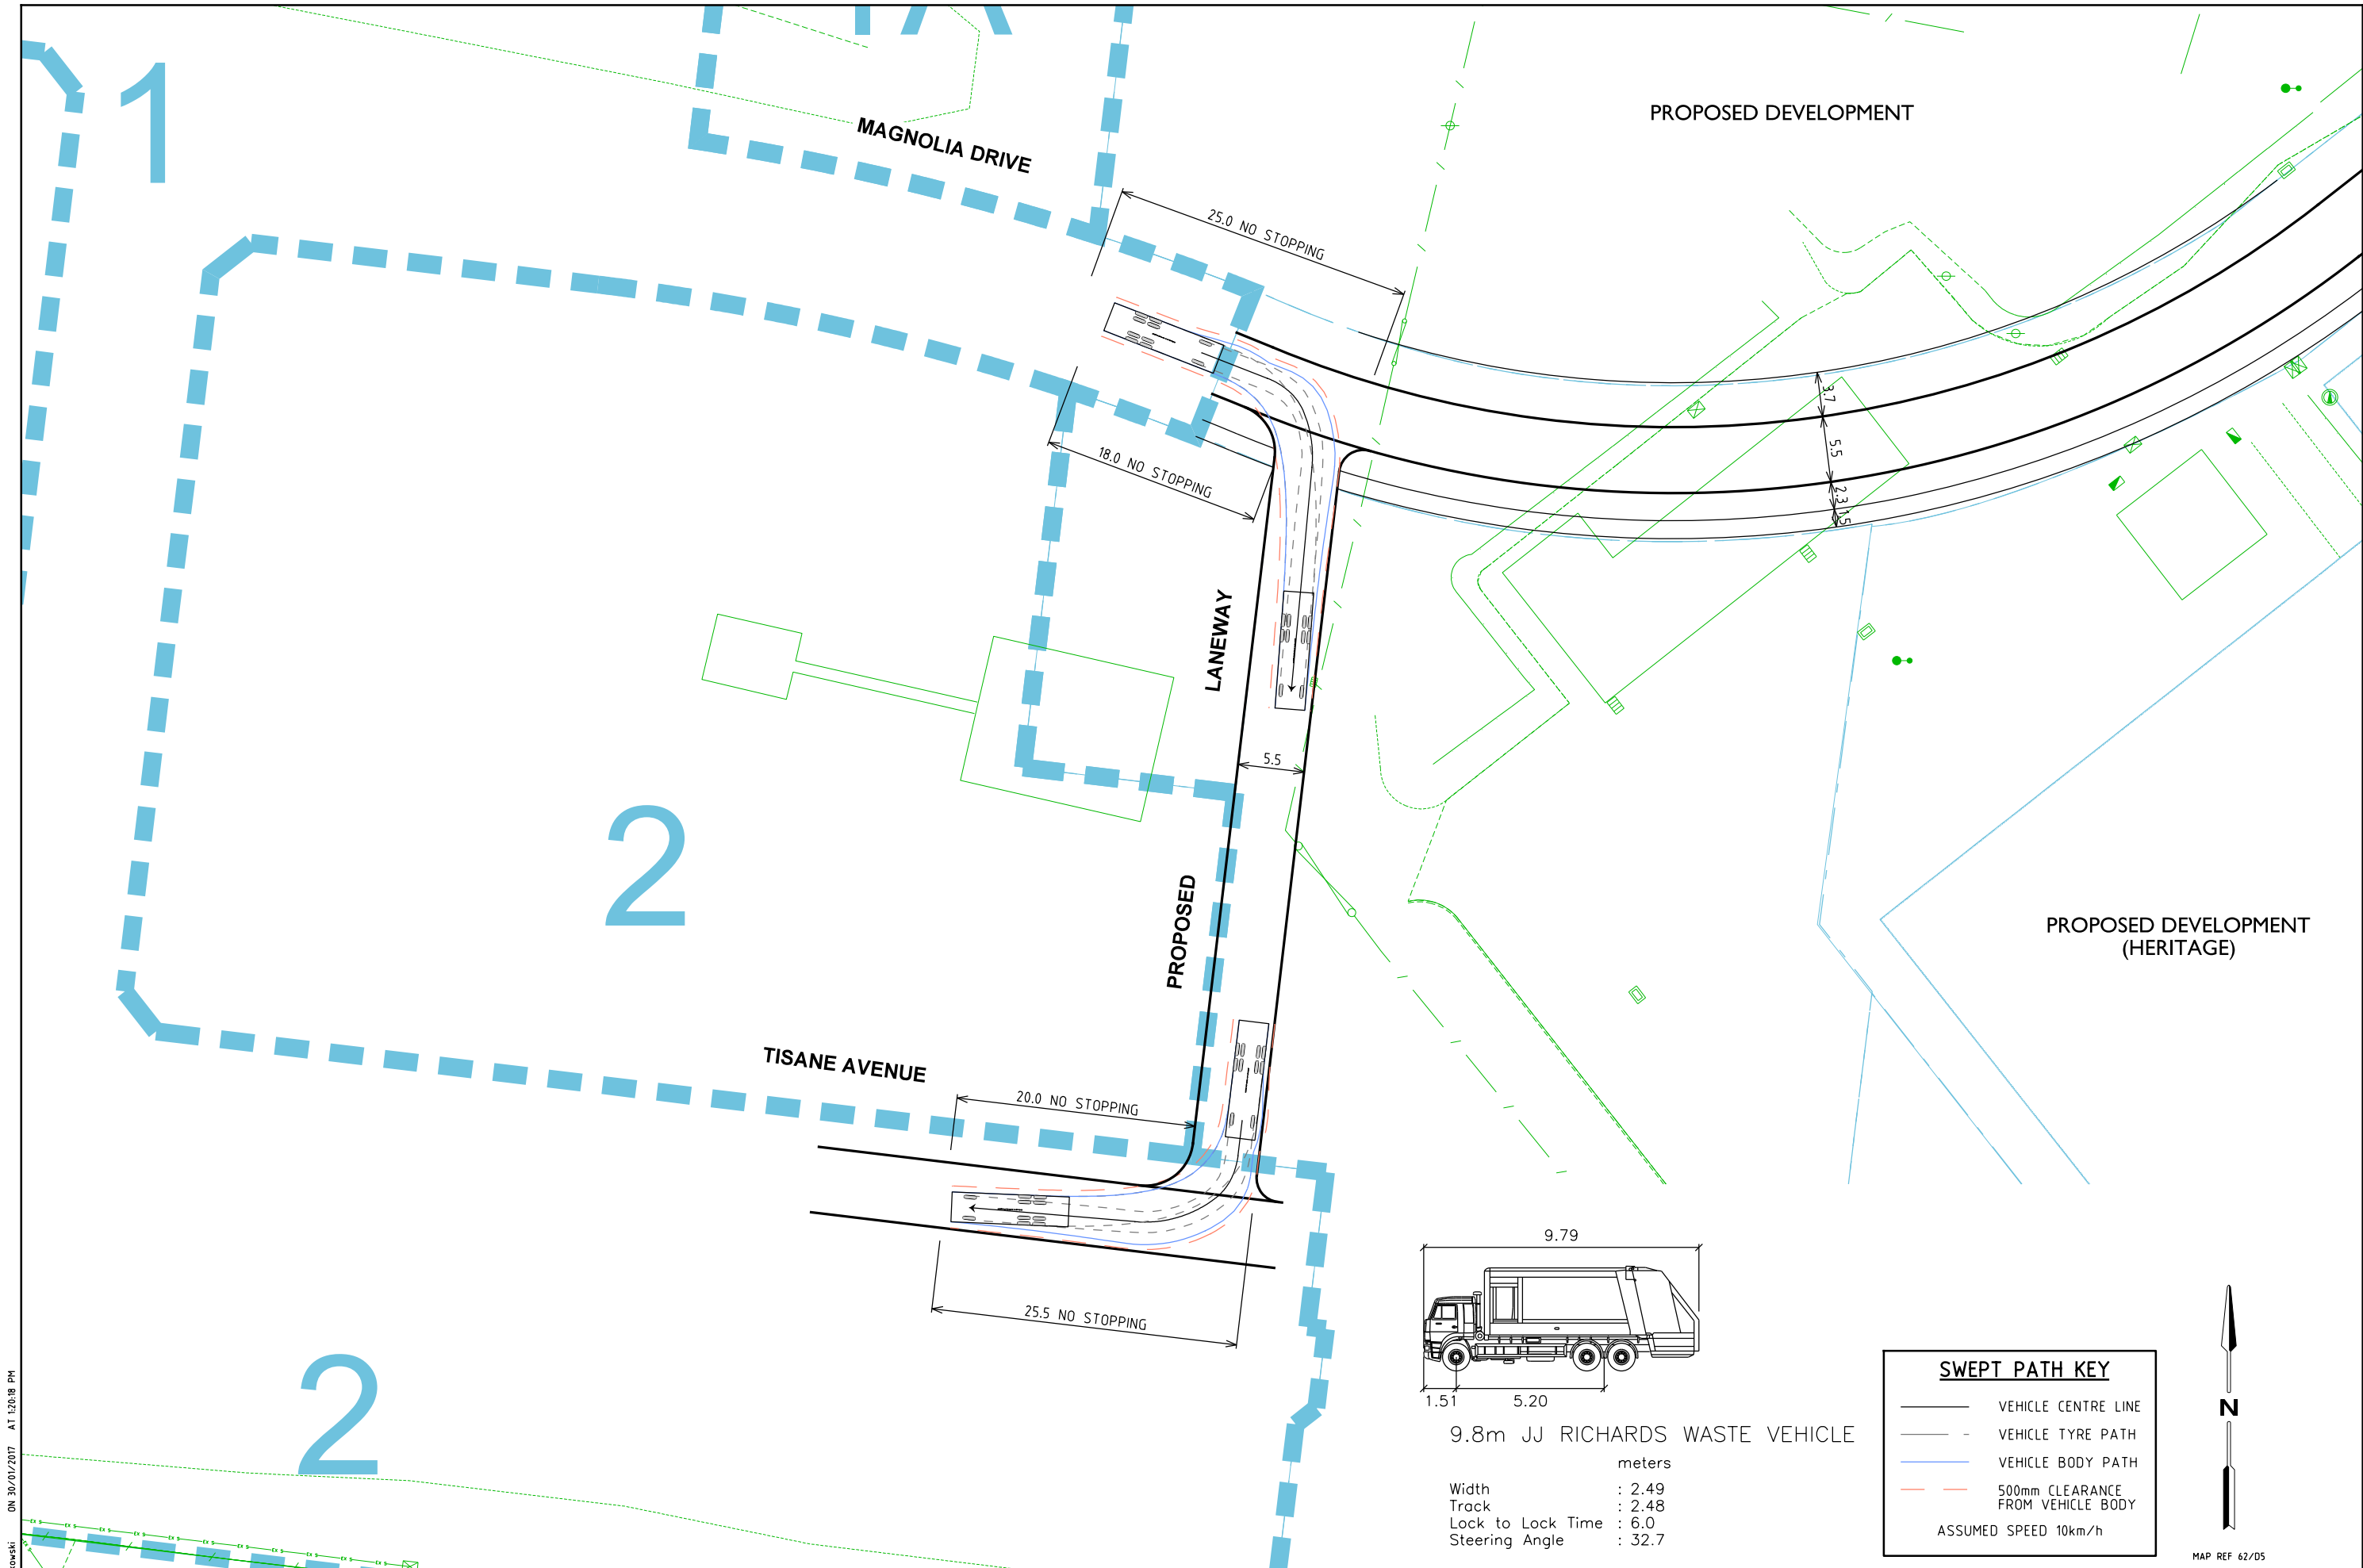 1
MAGNOLIA DRIVE
PROPOSED DEVELOPMENT
25.0 NO STOPPING
18.0 NO STOPPING
3.7
5.5
2.3
1.5
LANEWAY
5.5
2
PROPOSED
PROPOSED DEVELOPMENT
(HERITAGE)
TISANE AVENUE
20.0 NO STOPPING
25.5 NO STOPPING
2
9.79
1.51
5.20
9.8m JJ RICHARDS WASTE VEHICLE
meters
Width : 2.49
Track : 2.48
Lock to Lock Time : 6.0
Steering Angle : 32.7
SWEPT PATH KEY
VEHICLE CENTRE LINE
VEHICLE TYRE PATH
VEHICLE BODY PATH
500mm CLEARANCE
FROM VEHICLE BODY
ASSUMED SPEED 10km/h
N
MAP REF 62/D5
ON 30/01/2017 AT 1:20:18 PM